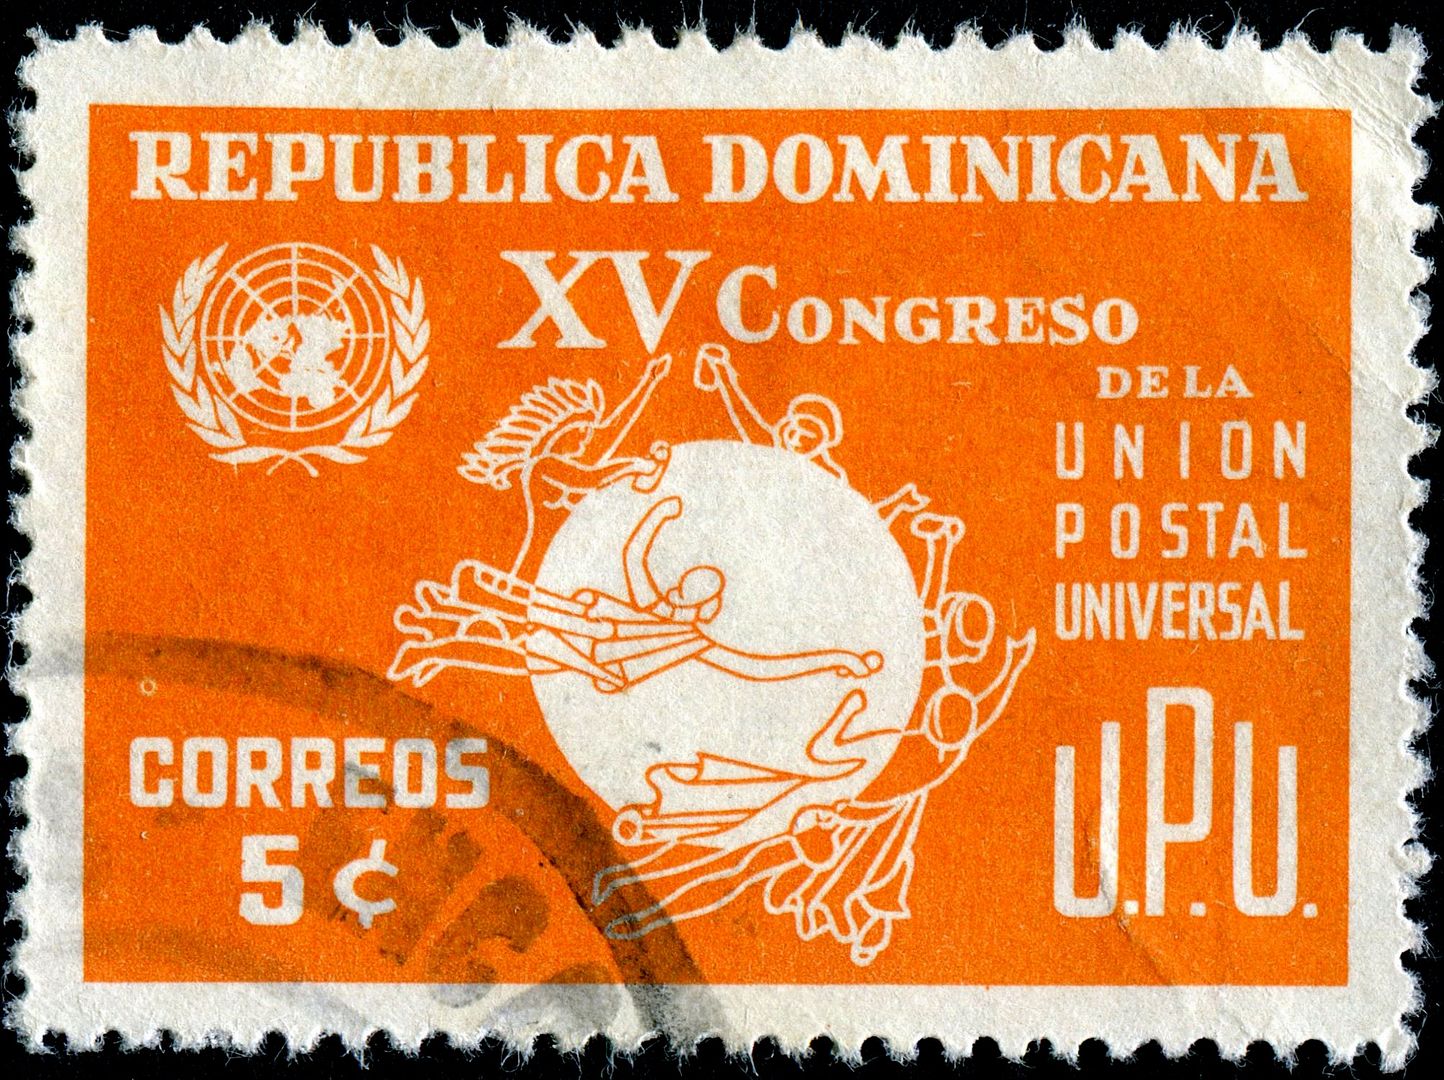 REPUBLICA DOMINICANA
XV CONGRESO
DE LA
UNION
POSTAL
UNIVERSAL
U.P.U.
CORREOS
5¢